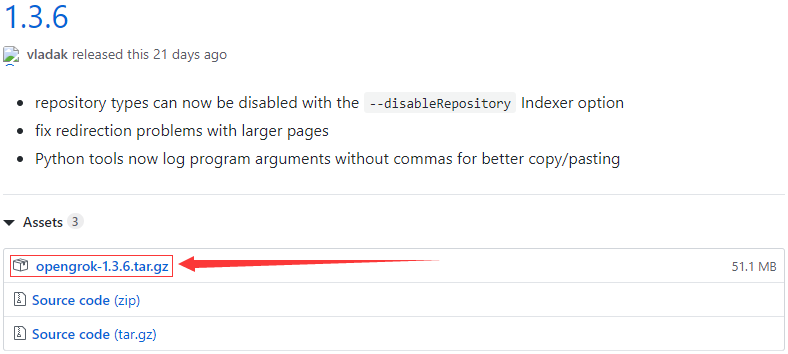 1.3.6
vladak released this 21 days ago
repository types can now be disabled with the --disableRepository Indexer option
fix redirection problems with larger pages
Python tools now log program arguments without commas for better copy/pasting
Assets 3
opengrok-1.3.6.tar.gz 51.1 MB
Source code (zip)
Source code (tar.gz)